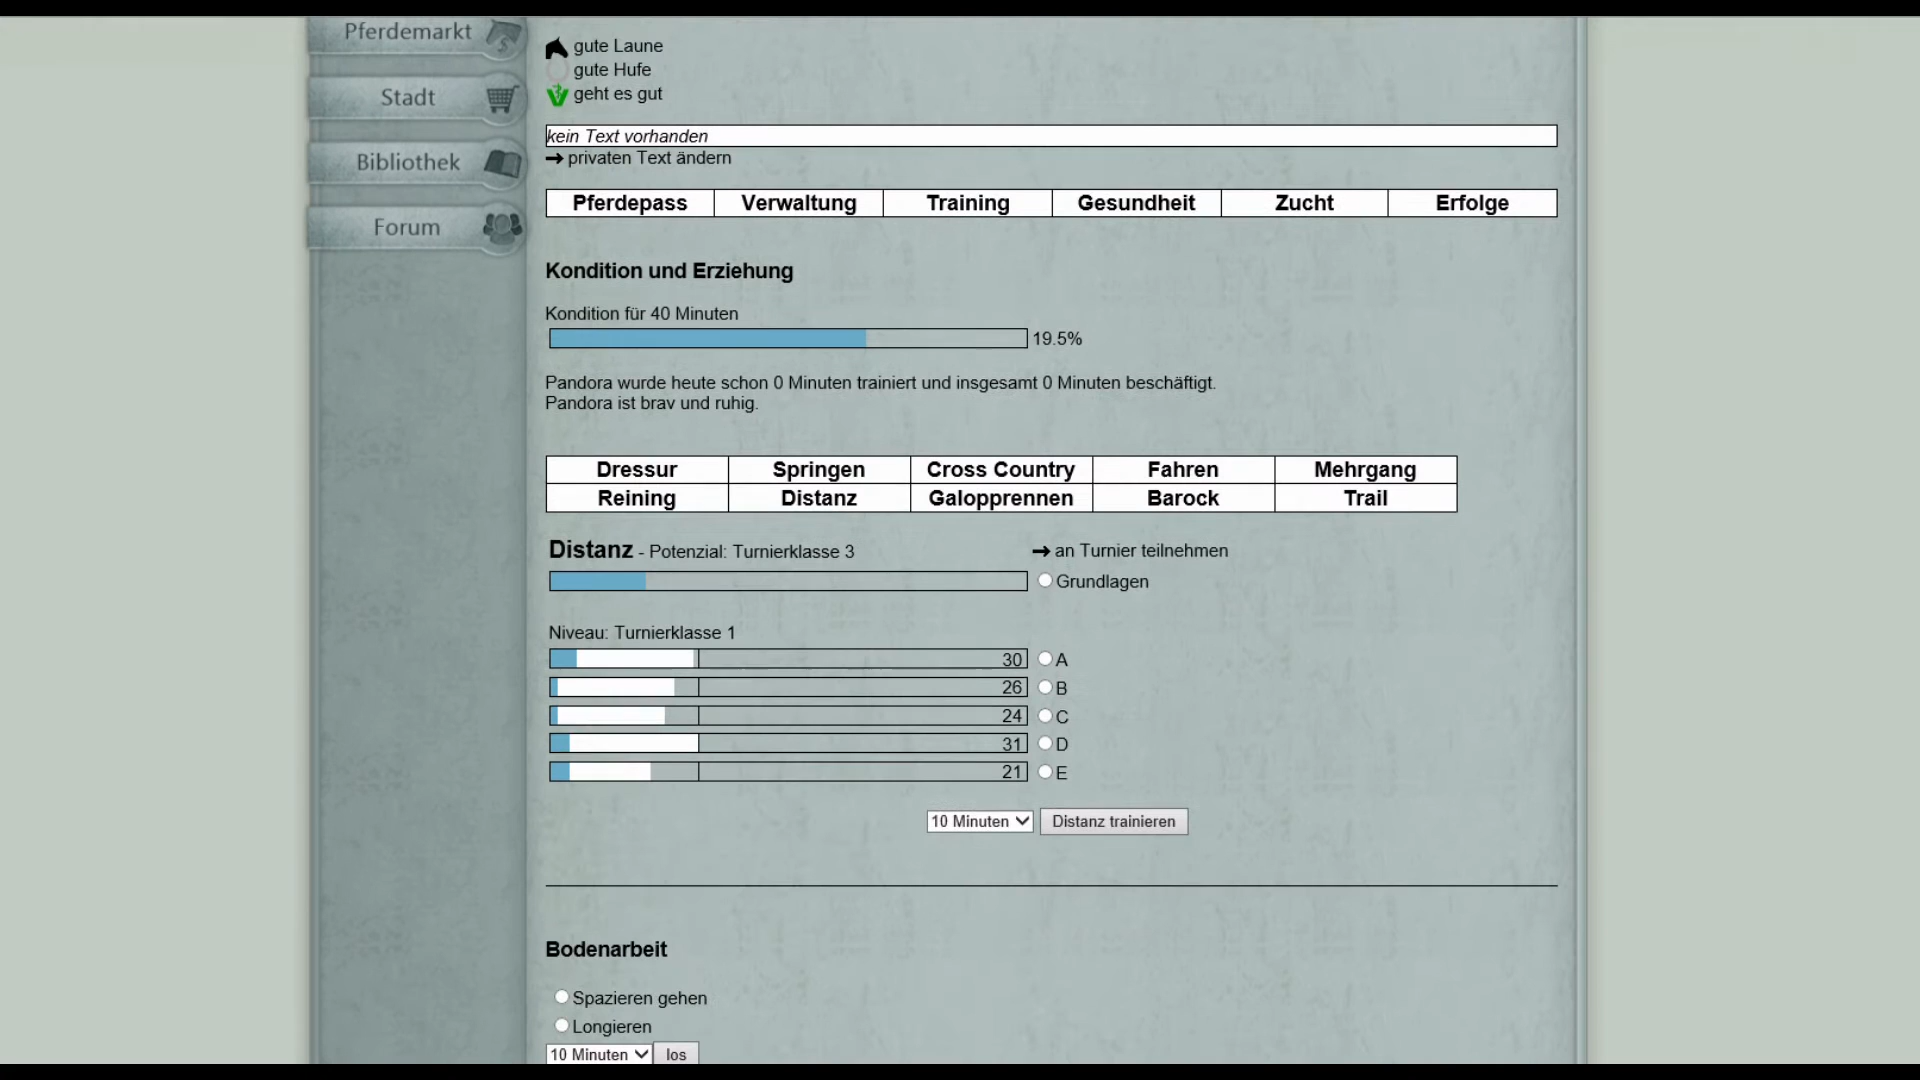 Pferdemarkt
Stadt
Bibliothek
Forum
gute Laune
gute Hufe
geht es gut
kein Text vorhanden
→ privaten Text ändern
Pferdepass Verwaltung Training Gesundheit Zucht Erfolge
Kondition und Erziehung
Kondition für 40 Minuten
19.5%
Pandora wurde heute schon 0 Minuten trainiert und insgesamt 0 Minuten beschäftigt.
Pandora ist brav und ruhig.
Dressur Springen Cross Country Fahren Mehrgang
Reining Distanz Galopprennen Barock Trail
Distanz - Potenzial: Turnierklasse 3 → an Turnier teilnehmen
Grundlagen
Niveau: Turnierklasse 1
30 A
26 B
24 C
31 D
21 E
10 Minuten Distanz trainieren
Bodenarbeit
Spazieren gehen
Longieren
10 Minuten los